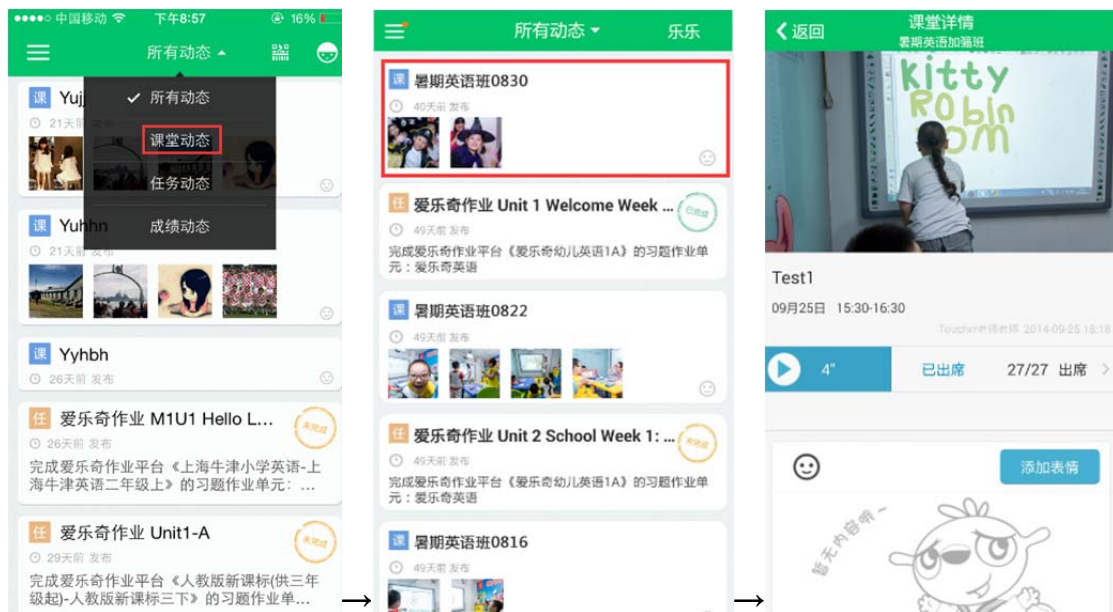 中国移动 下午8:57 16%
所有动态
所有动态
课堂动态
任务动态
成绩动态
课 Yujj
21天前
课 Yuhhn
21天前 发布
课 Yyhbh
26天前 发布
任 爱乐奇作业 M1U1 Hello L...
未完成
26天前 发布
完成爱乐奇作业平台《上海牛津小学英语-上
海牛津英语二年级上》的习题作业单元: ...
任 爱乐奇作业 Unit1-A
未完成
29天前 发布
完成爱乐奇作业平台《人教版新课标(供三年
级起)-人教版新课标三下》的习题作业单...
→
所有动态 乐乐
课 暑期英语班0830
40天前 发布
任 爱乐奇作业 Unit 1 Welcome Week ...
已完成
49天前 发布
完成爱乐奇作业平台《爱乐奇幼儿英语1A》的习题作业单
元:爱乐奇英语
课 暑期英语班0822
49天前 发布
任 爱乐奇作业 Unit 2 School Week 1: ...
未完成
49天前 发布
完成爱乐奇作业平台《爱乐奇幼儿英语1A》的习题作业单
元:爱乐奇英语
课 暑期英语班0816
49天前 发布
→
返回 课堂详情
暑期英语加强班
kitty
RObin
Test1
09月25日 15:30-16:30
老师老师 2014-09-25 18:18
4" 已出席 27/27 出席
添加表情
暂无内容哦~